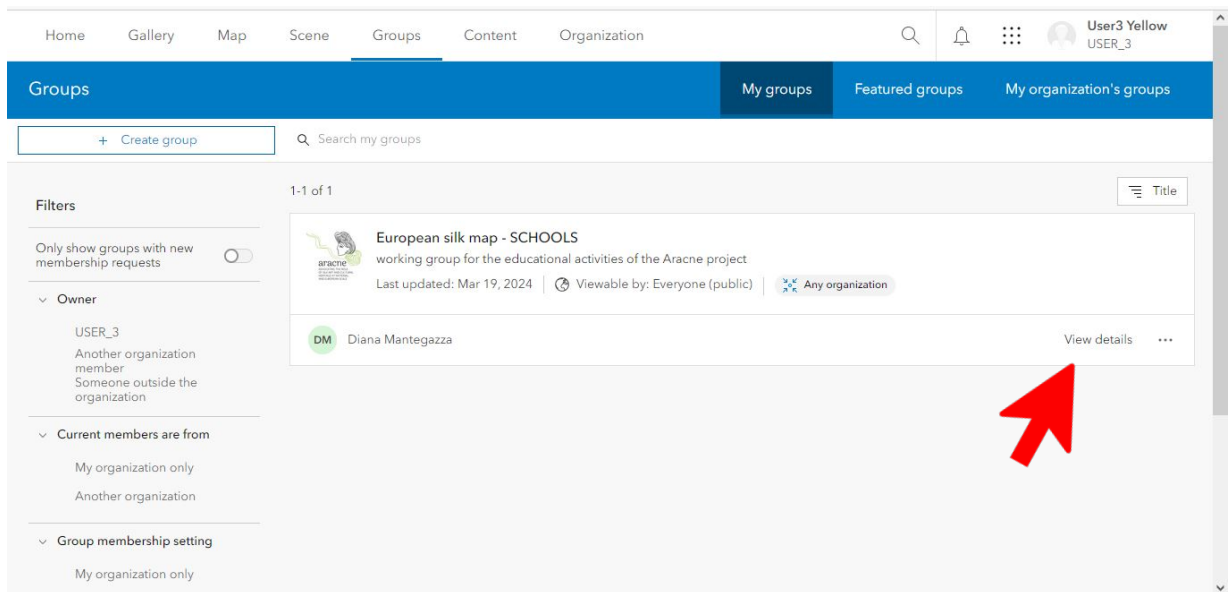 Home Gallery Map Scene Groups Content Organization
User3 Yellow
USER_3
Groups My groups Featured groups My organization's groups
+ Create group Search my groups
1-1 of 1 Title
Filters
Only show groups with new
membership requests
Owner
USER_3
Another organization
member
Someone outside the
organization
Current members are from
My organization only
Another organization
Group membership setting
My organization only
aracne
European silk map - SCHOOLS
working group for the educational activities of the Aracne project
Last updated: Mar 19, 2024 Viewable by: Everyone (public) Any organization
DM Diana Mantegazza View details ...